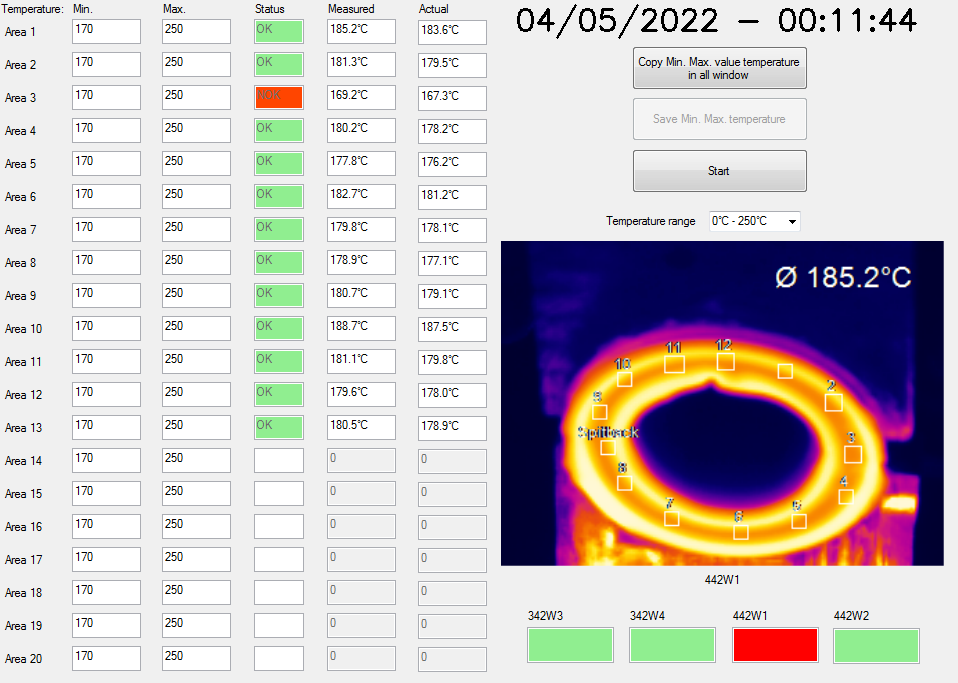 Temperature: Min. Max. Status Measured Actual
04/05/2022 - 00:11:44
Area 1 170 250 OK 185.2°C 183.6°C
Area 2 170 250 OK 181.3°C 179.5°C
Area 3 170 250 NOK 169.2°C 167.3°C
Area 4 170 250 OK 180.2°C 178.2°C
Area 5 170 250 OK 177.8°C 176.2°C
Area 6 170 250 OK 182.7°C 181.2°C
Area 7 170 250 OK 179.8°C 178.1°C
Area 8 170 250 OK 178.9°C 177.1°C
Area 9 170 250 OK 180.7°C 179.1°C
Area 10 170 250 OK 188.7°C 187.5°C
Area 11 170 250 OK 181.1°C 179.8°C
Area 12 170 250 OK 179.6°C 178.0°C
Area 13 170 250 OK 180.5°C 178.9°C
Area 14 170 250 0 0
Area 15 170 250 0 0
Area 16 170 250 0 0
Area 17 170 250 0 0
Area 18 170 250 0 0
Area 19 170 250 0 0
Area 20 170 250 0 0
Copy Min. Max. value temperature
in all window
Save Min. Max. temperature
Start
Temperature range 0°C - 250°C
Ø 185.2°C
11 12
10
2
9
Spitback 3
8 4
7 6 5
442W1
342W3 342W4 442W1 442W2